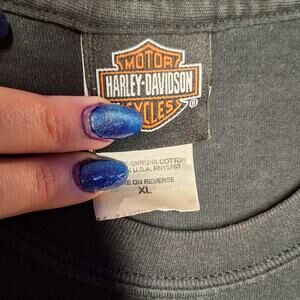 MOTOR
HARLEY-DAVIDSON
CYCLES
®
-SHRUNK COTTON
U.S.A. RN15763
ON REVERSE
XL